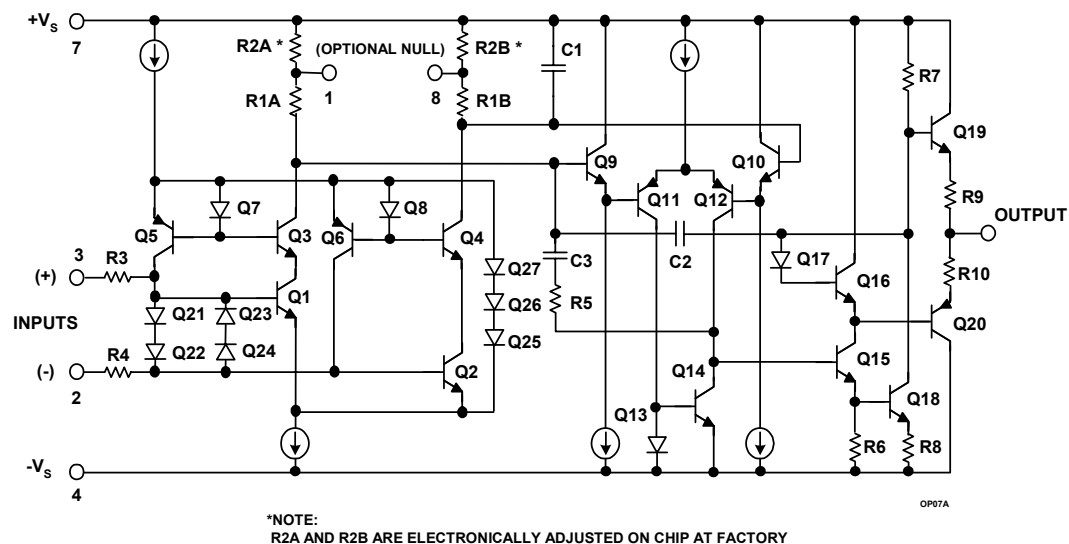 +VS
7
R2A *
(OPTIONAL NULL)
R2B *
C1
1
8
R1A
R1B
R7
Q19
Q9
Q10
Q11
Q12
R9
OUTPUT
Q7
Q8
Q5
Q3
Q6
Q4
3
(+)
R3
Q27
C3
C2
Q17
Q16
R10
Q1
Q21
Q23
Q26
R5
Q20
INPUTS
Q22
Q24
Q25
Q15
(-)
R4
Q2
Q14
2
Q18
Q13
R6
R8
-VS
4
OP07A
*NOTE:
R2A AND R2B ARE ELECTRONICALLY ADJUSTED ON CHIP AT FACTORY